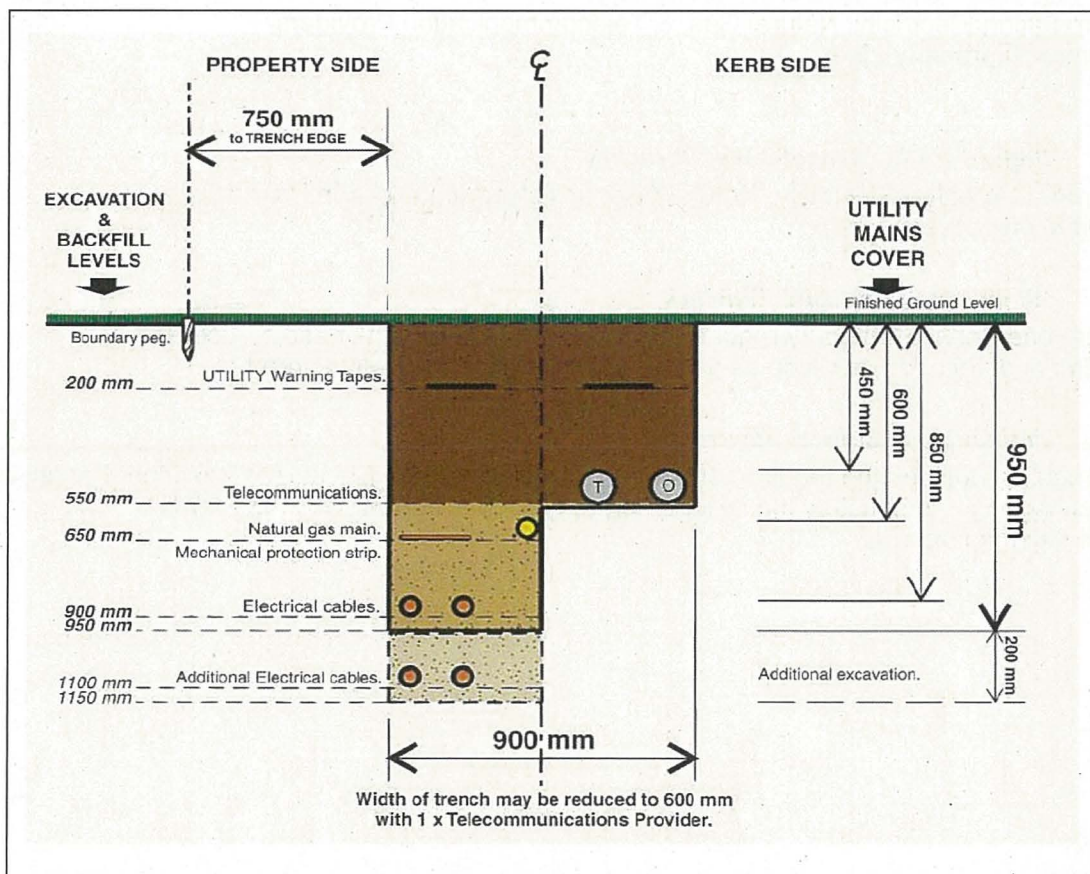 PROPERTY SIDE
CL
KERB SIDE
750 mm
to TRENCH EDGE
EXCAVATION
&
BACKFILL
LEVELS
UTILITY
MAINS
COVER
Finished Ground Level
Boundary peg.
200 mm
UTILITY Warning Tapes.
450 mm
600 mm
850 mm
950 mm
550 mm
Telecommunications.
T
O
Natural gas main.
650 mm
Mechanical protection strip.
Electrical cables.
900 mm
950 mm
200 mm
Additional Electrical cables.
Additional excavation.
1100 mm
1150 mm
900 mm
Width of trench may be reduced to 600 mm
with 1 x Telecommunications Provider.